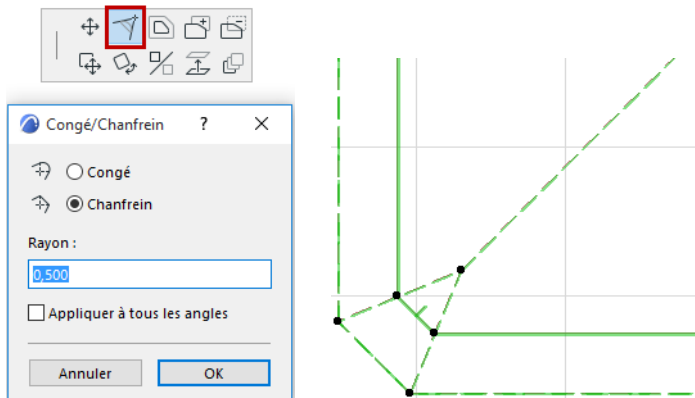 Congé/Chanfrein ?
Congé
Chanfrein
Rayon :
0,500
Appliquer à tous les angles
Annuler OK